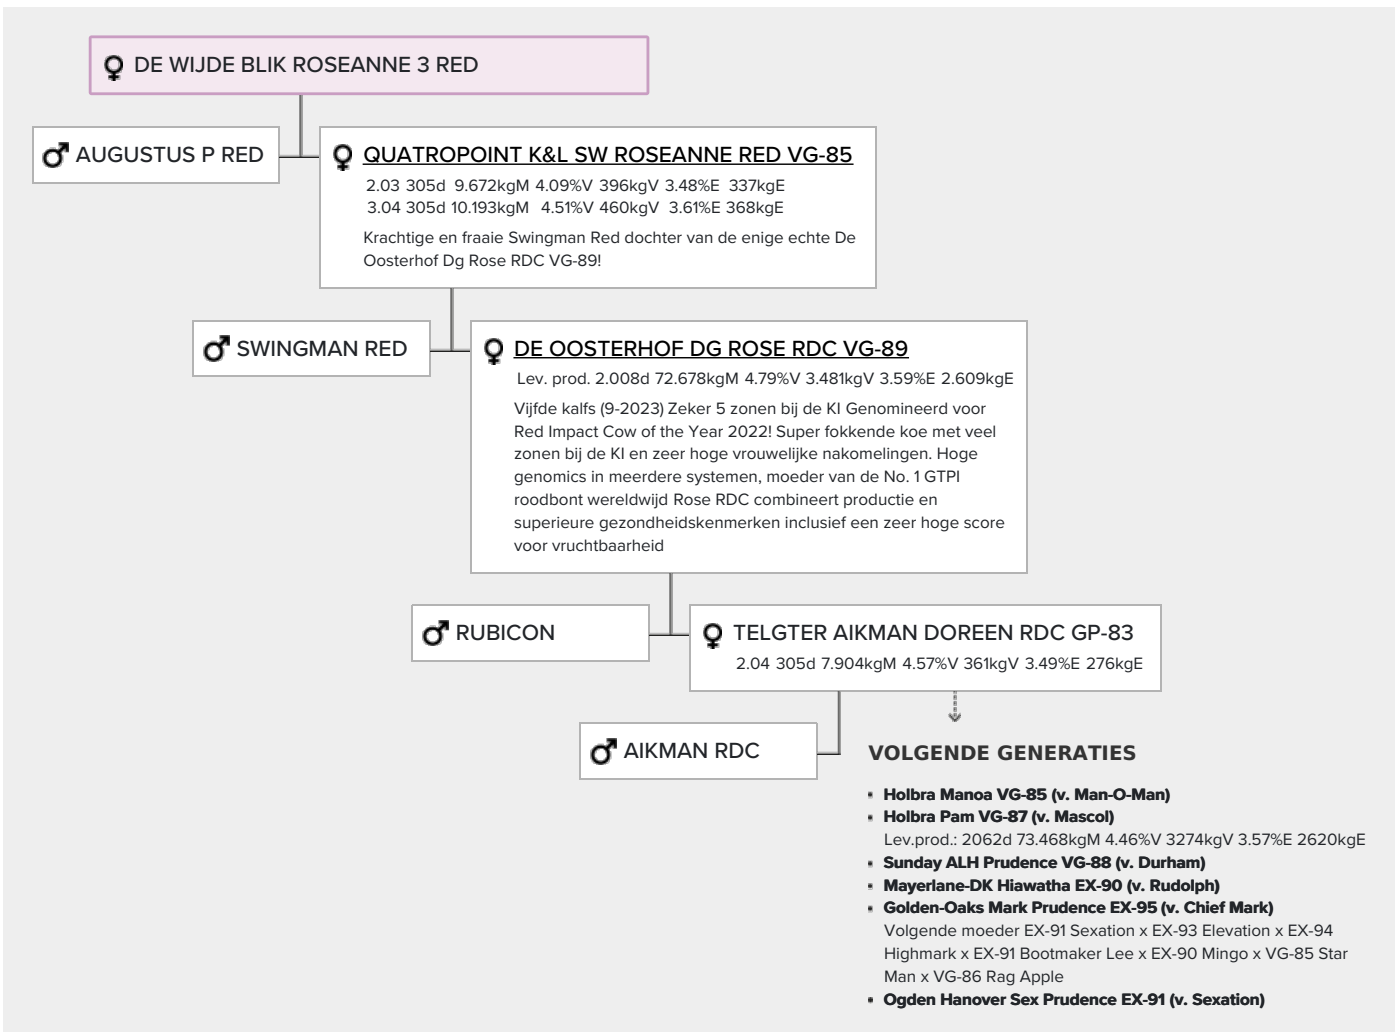 DE WIJDE BLIK ROSEANNE 3 RED
AUGUSTUS P RED
QUATROPOINT K&L SW ROSEANNE RED VG-85
2.03 305d 9.672kgM 4.09%V 396kgV 3.48%E 337kgE
3.04 305d 10.193kgM 4.51%V 460kgV 3.61%E 368kgE
Krachtige en fraaie Swingman Red dochter van de enige echte De
Oosterhof Dg Rose RDC VG-89!
SWINGMAN RED
DE OOSTERHOF DG ROSE RDC VG-89
Lev. prod. 2.008d 72.678kgM 4.79%V 3.481kgV 3.59%E 2.609kgE
Vijfde kalfs (9-2023) Zeker 5 zonen bij de KI Genomineerd voor
Red Impact Cow of the Year 2022! Super fokkende koe met veel
zonen bij de KI en zeer hoge vrouwelijke nakomelingen. Hoge
genomics in meerdere systemen, moeder van de No. 1 GTPI
roodbont wereldwijd Rose RDC combineert productie en
superieure gezondheidskenmerken inclusief een zeer hoge score
voor vruchtbaarheid
RUBICON
TELGTER AIKMAN DOREEN RDC GP-83
2.04 305d 7.904kgM 4.57%V 361kgV 3.49%E 276kgE
AIKMAN RDC
VOLGENDE GENERATIES
▪ Holbra Manoa VG-85 (v. Man-O-Man)
▪ Holbra Pam VG-87 (v. Mascol)
Lev.prod.: 2062d 73.468kgM 4.46%V 3274kgV 3.57%E 2620kgE
▪ Sunday ALH Prudence VG-88 (v. Durham)
▪ Mayerlane-DK Hiawatha EX-90 (v. Rudolph)
▪ Golden-Oaks Mark Prudence EX-95 (v. Chief Mark)
Volgende moeder EX-91 Sexation x EX-93 Elevation x EX-94
Highmark x EX-91 Bootmaker Lee x EX-90 Mingo x VG-85 Star
Man x VG-86 Rag Apple
▪ Ogden Hanover Sex Prudence EX-91 (v. Sexation)